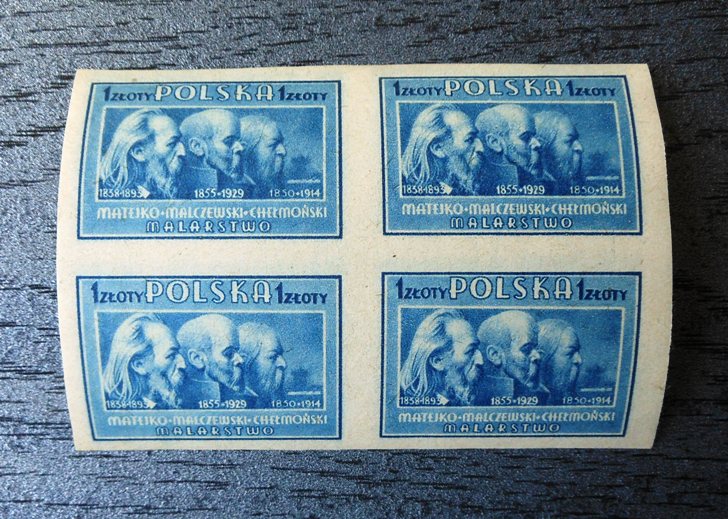 1 ZŁOTY POLSKA 1 ZŁOTY
1838-1893 1855-1929 1850-1914
MATEJKO·MALCZEWSKI·CHEŁMOŃSKI
MALARSTWO
1 ZŁOTY POLSKA 1 ZŁOTY
1838-1893 1855-1929 1850-1914
MATEJKO·MALCZEWSKI·CHEŁMOŃSKI
MALARSTWO
1 ZŁOTY POLSKA 1 ZŁOTY
1838-1893 1855-1929 1850-1914
MATEJKO·MALCZEWSKI·CHEŁMOŃSKI
MALARSTWO
1 ZŁOTY POLSKA 1 ZŁOTY
1838-1893 1855-1929 1850-1914
MATEJKO·MALCZEWSKI·CHEŁMOŃSKI
MALARSTWO